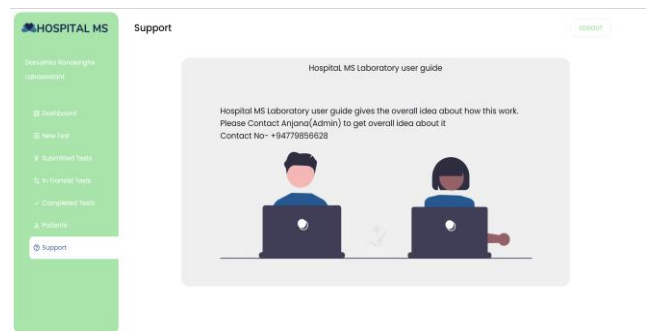 HOSPITAL MS
Support
LOGOUT
Danushka Ranasinghe
Labassistant
Dashboard
New Test
Submitted Tests
In Transist Tests
Completed Tests
Patients
Support
HospitaL MS Laboratory user guide
Hospital MS Laboratory user guide gives the overall idea about how this work.
Please Contact Anjana(Admin) to get overall idea about it
Contact No- +94779856628